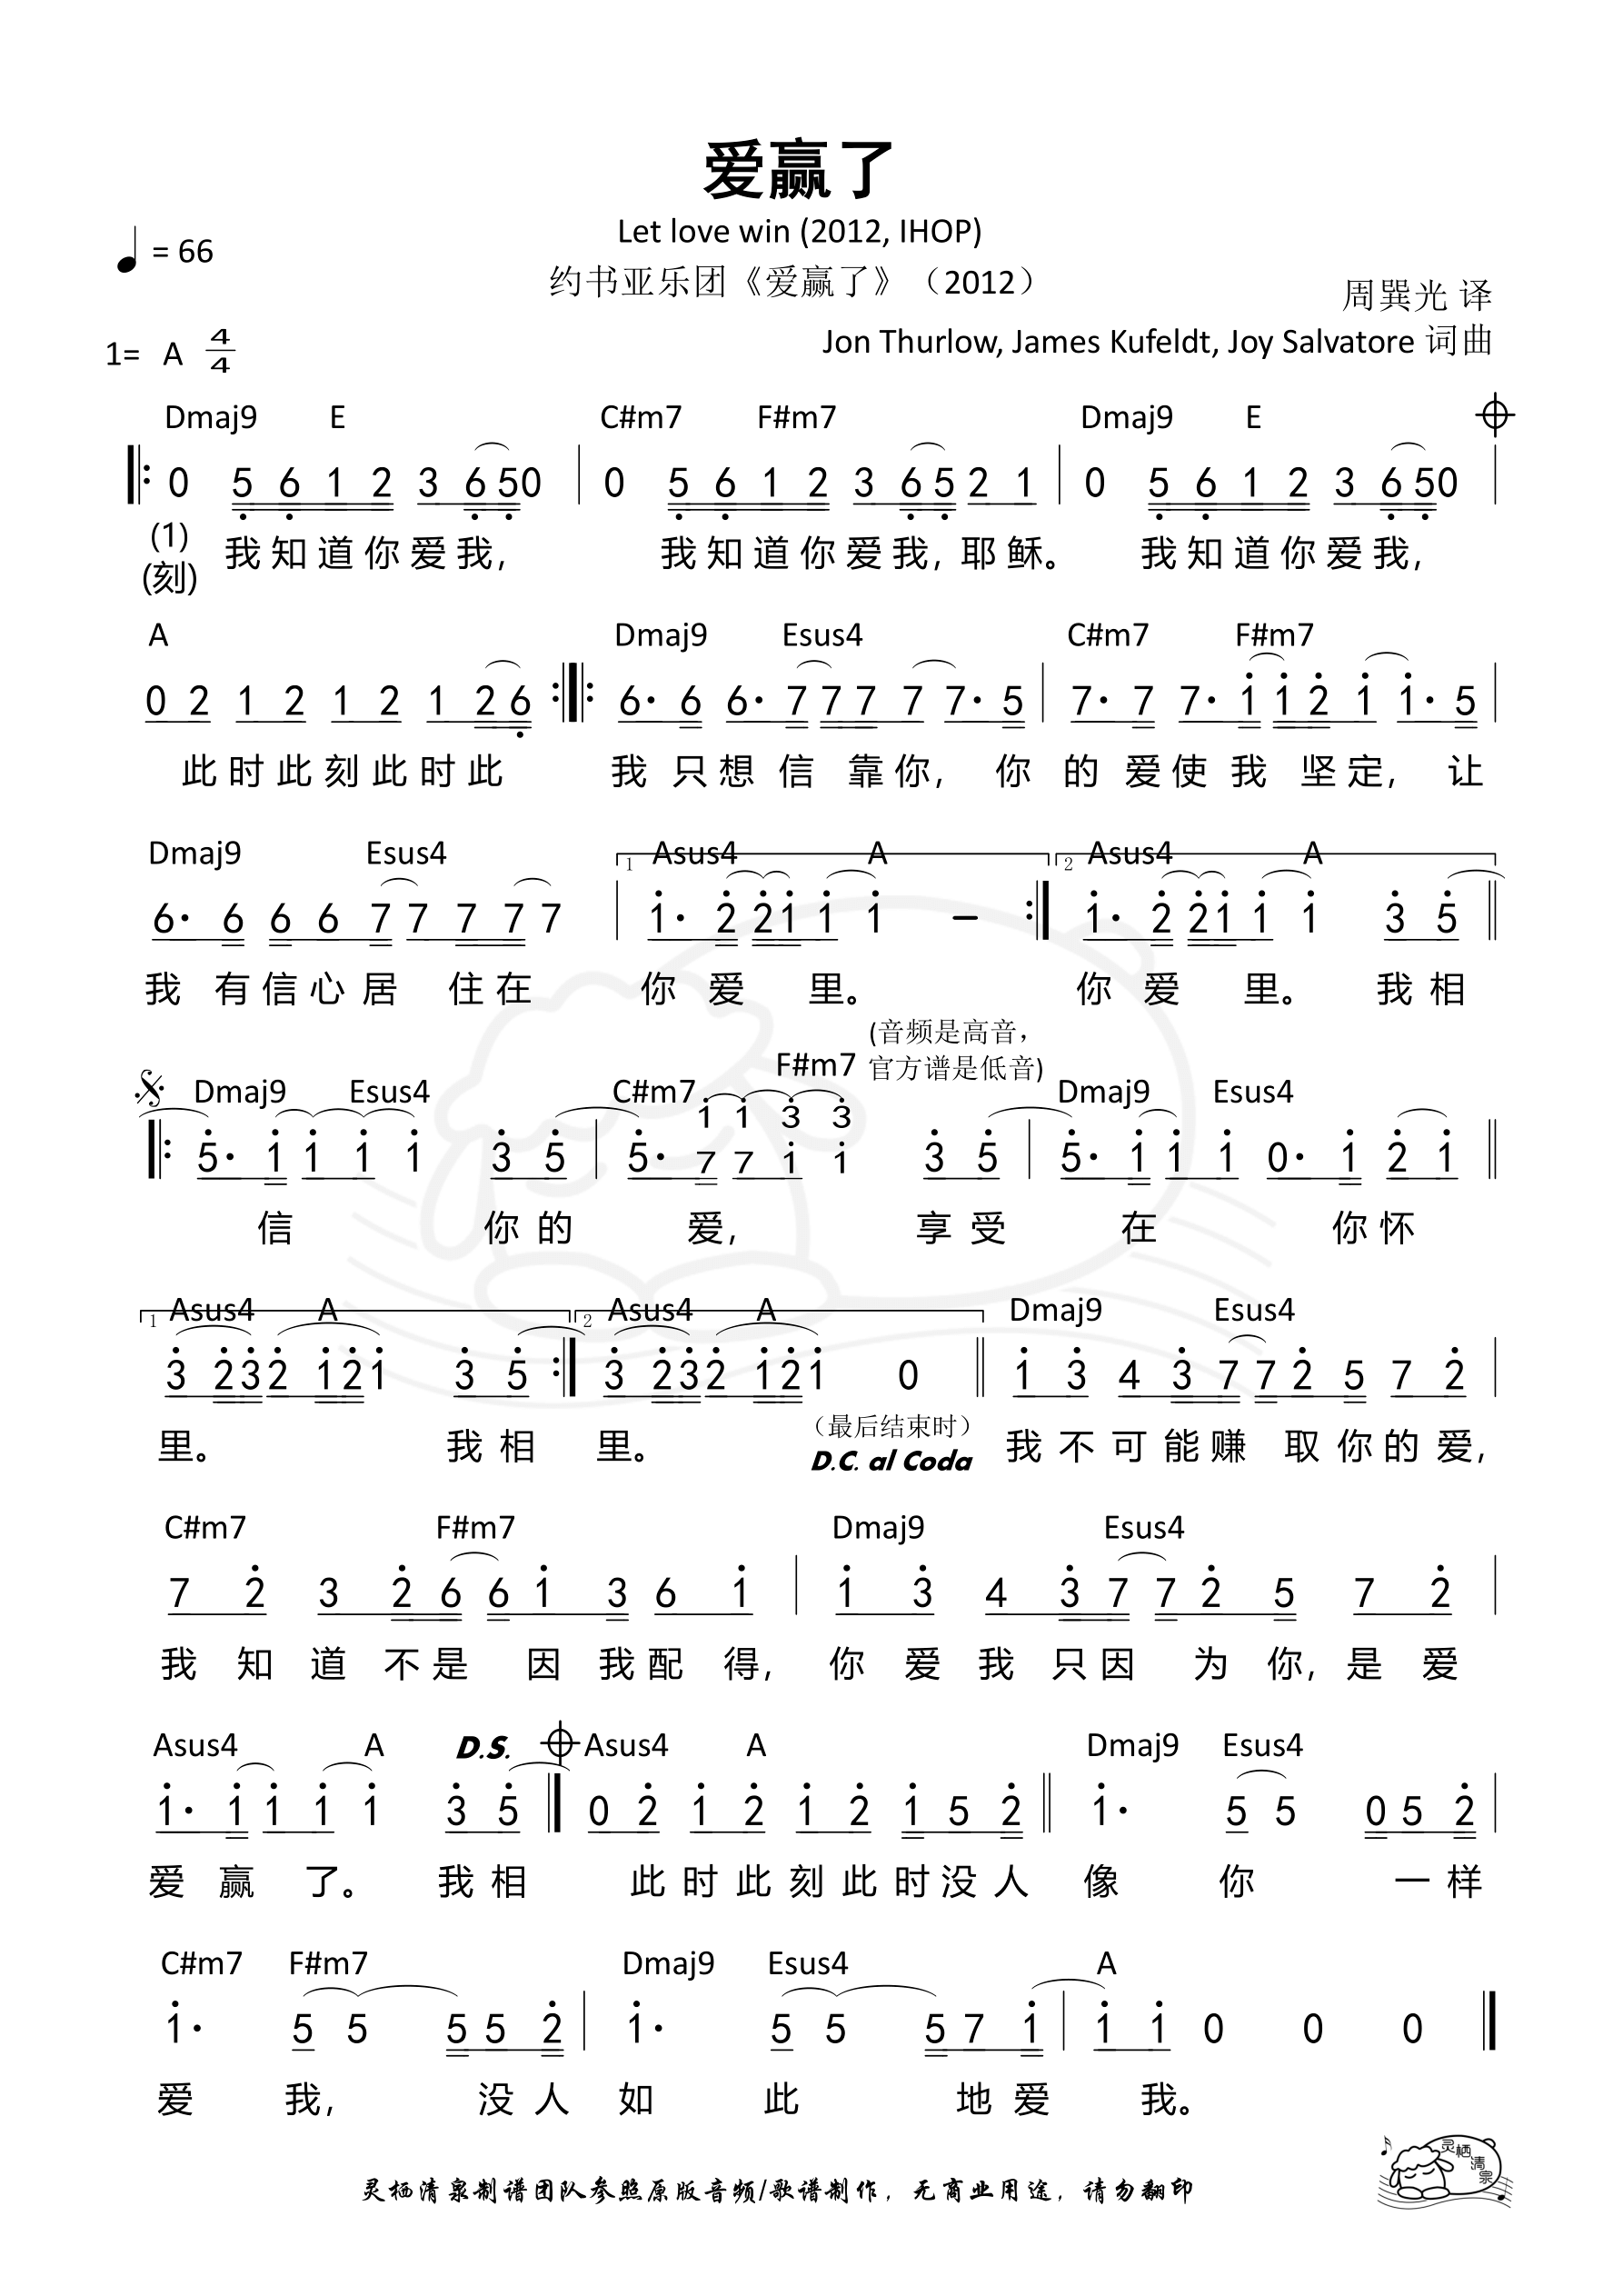 爱赢了
Let love win (2012, IHOP)
♩ = 66
约书亚乐团《爱赢了》（2012）
周巽光 译
Jon Thurlow, James Kufeldt, Joy Salvatore 词曲
1= A 4/4
Dmaj9 E C#m7 F#m7 Dmaj9 E
0 5 6 1 2 3 6 5 0 | 0 5 6 1 2 3 6 5 2 1 | 0 5 6 1 2 3 6 5 0 |
(1) 我知道你爱我, 我知道你爱我, 耶稣。 我知道你爱我,
(刻)
A Dmaj9 Esus4 C#m7 F#m7
0 2 1 2 1 2 1 2 6 :||: 6· 6 6· 7 7 7 7 7· 5 | 7· 7 7· 1 1 2 1 1· 5 |
此时此刻此时此 我只想信靠你, 你的爱使我坚定, 让
Dmaj9 Esus4 1 Asus4 A 2 Asus4 A
6· 6 6 6 7 7 7 7 7 | 1· 2 2 1 1 1 – :| 1· 2 2 1 1 1 3 5 ||
我有信心居住在 你爱里。 你爱里。 我相
(音频是高音,
官方谱是低音)
Dmaj9 Esus4 C#m7 F#m7 Dmaj9 Esus4
1 1 3 3
|: 5· 1 1 1 1 3 5 | 5· 7 7 1 1 3 5 | 5· 1 1 1 0· 1 2 1 ||
信 你的爱, 享受在 你怀
1 Asus4 A 2 Asus4 A Dmaj9 Esus4
3 2 3 2 1 2 1 3 5 :| 3 2 3 2 1 2 1 0 || 1 3 4 3 7 7 2 5 7 2 |
里。 我相里。 我不可能赚取你的爱,
（最后结束时）
D.C. al Coda
C#m7 F#m7 Dmaj9 Esus4
7 2 3 2 6 6 1 3 6 1 | 1 3 4 3 7 7 2 5 7 2 |
我知道不是因我配得, 你爱我只因为你, 是爱
Asus4 A D.S. Asus4 A Dmaj9 Esus4
1· 1 1 1 1 3 5 || 0 2 1 2 1 2 1 5 2 || 1· 5 5 0 5 2 |
爱赢了。 我相 此时此刻此时没人像你 一样
C#m7 F#m7 Dmaj9 Esus4 A
1· 5 5 5 5 2 | 1· 5 5 5 7 1 | 1 1 0 0 0 ||
爱我, 没人如此 地爱我。
灵栖清泉
灵栖清泉制谱团队参照原版音频/歌谱制作，无商业用途，请勿翻印